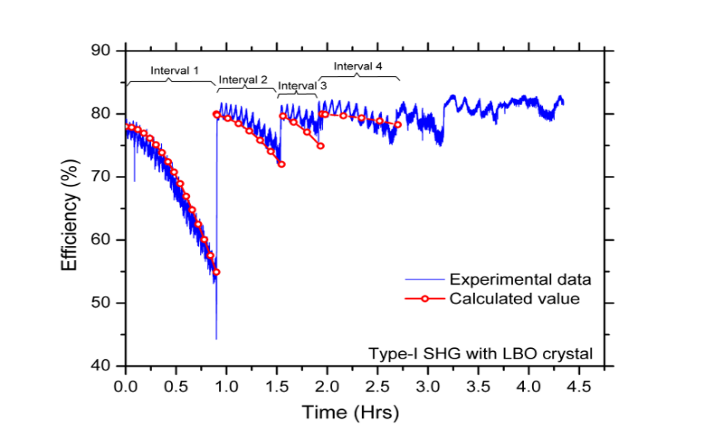 90
80
70
60
50
40
Efficiency (%)
Interval 1
Interval 2
Interval 3
Interval 4
Experimental data
Calculated value
Type-I SHG with LBO crystal
0.0 0.5 1.0 1.5 2.0 2.5 3.0 3.5 4.0 4.5
Time (Hrs)